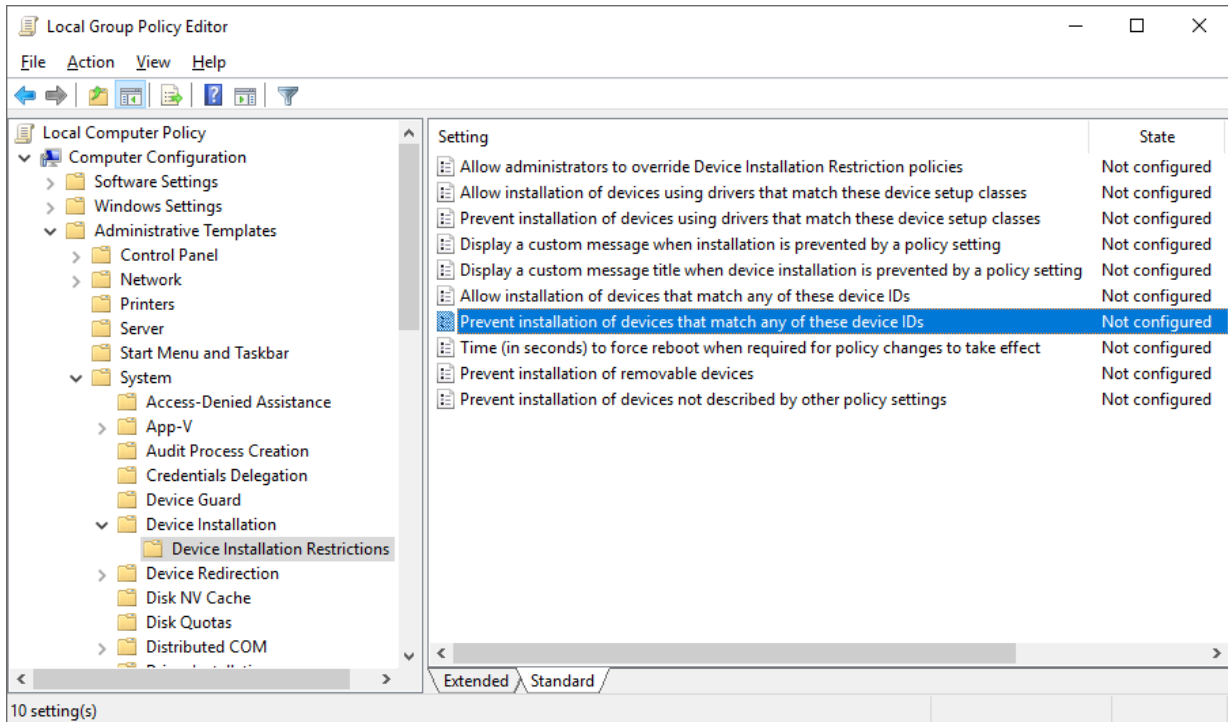 Local Group Policy Editor
File Action View Help
Local Computer Policy
Computer Configuration
Software Settings
Windows Settings
Administrative Templates
Control Panel
Network
Printers
Server
Start Menu and Taskbar
System
Access-Denied Assistance
App-V
Audit Process Creation
Credentials Delegation
Device Guard
Device Installation
Device Installation Restrictions
Device Redirection
Disk NV Cache
Disk Quotas
Distributed COM
Setting State
Allow administrators to override Device Installation Restriction policies Not configured
Allow installation of devices using drivers that match these device setup classes Not configured
Prevent installation of devices using drivers that match these device setup classes Not configured
Display a custom message when installation is prevented by a policy setting Not configured
Display a custom message title when device installation is prevented by a policy setting Not configured
Allow installation of devices that match any of these device IDs Not configured
Prevent installation of devices that match any of these device IDs Not configured
Time (in seconds) to force reboot when required for policy changes to take effect Not configured
Prevent installation of removable devices Not configured
Prevent installation of devices not described by other policy settings Not configured
Extended Standard
10 setting(s)